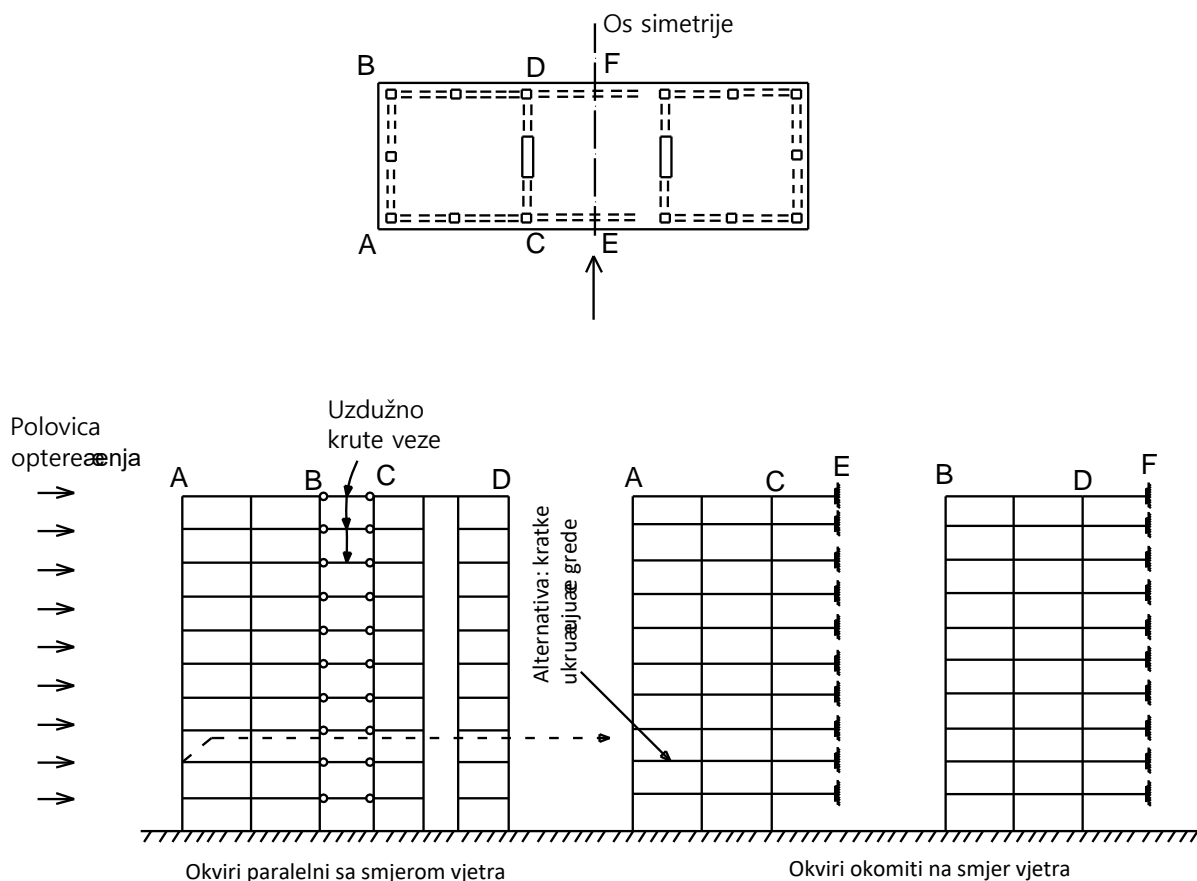 Os simetrije
B
D
F
A
C
E
Uzdužno
krute veze
Polovica
A
B
C
D
A
C
E
B
D
F
Alternativa: kratke
grede
Okviri paralelni sa smjerom vjetra
Okviri okomiti na smjer vjetra